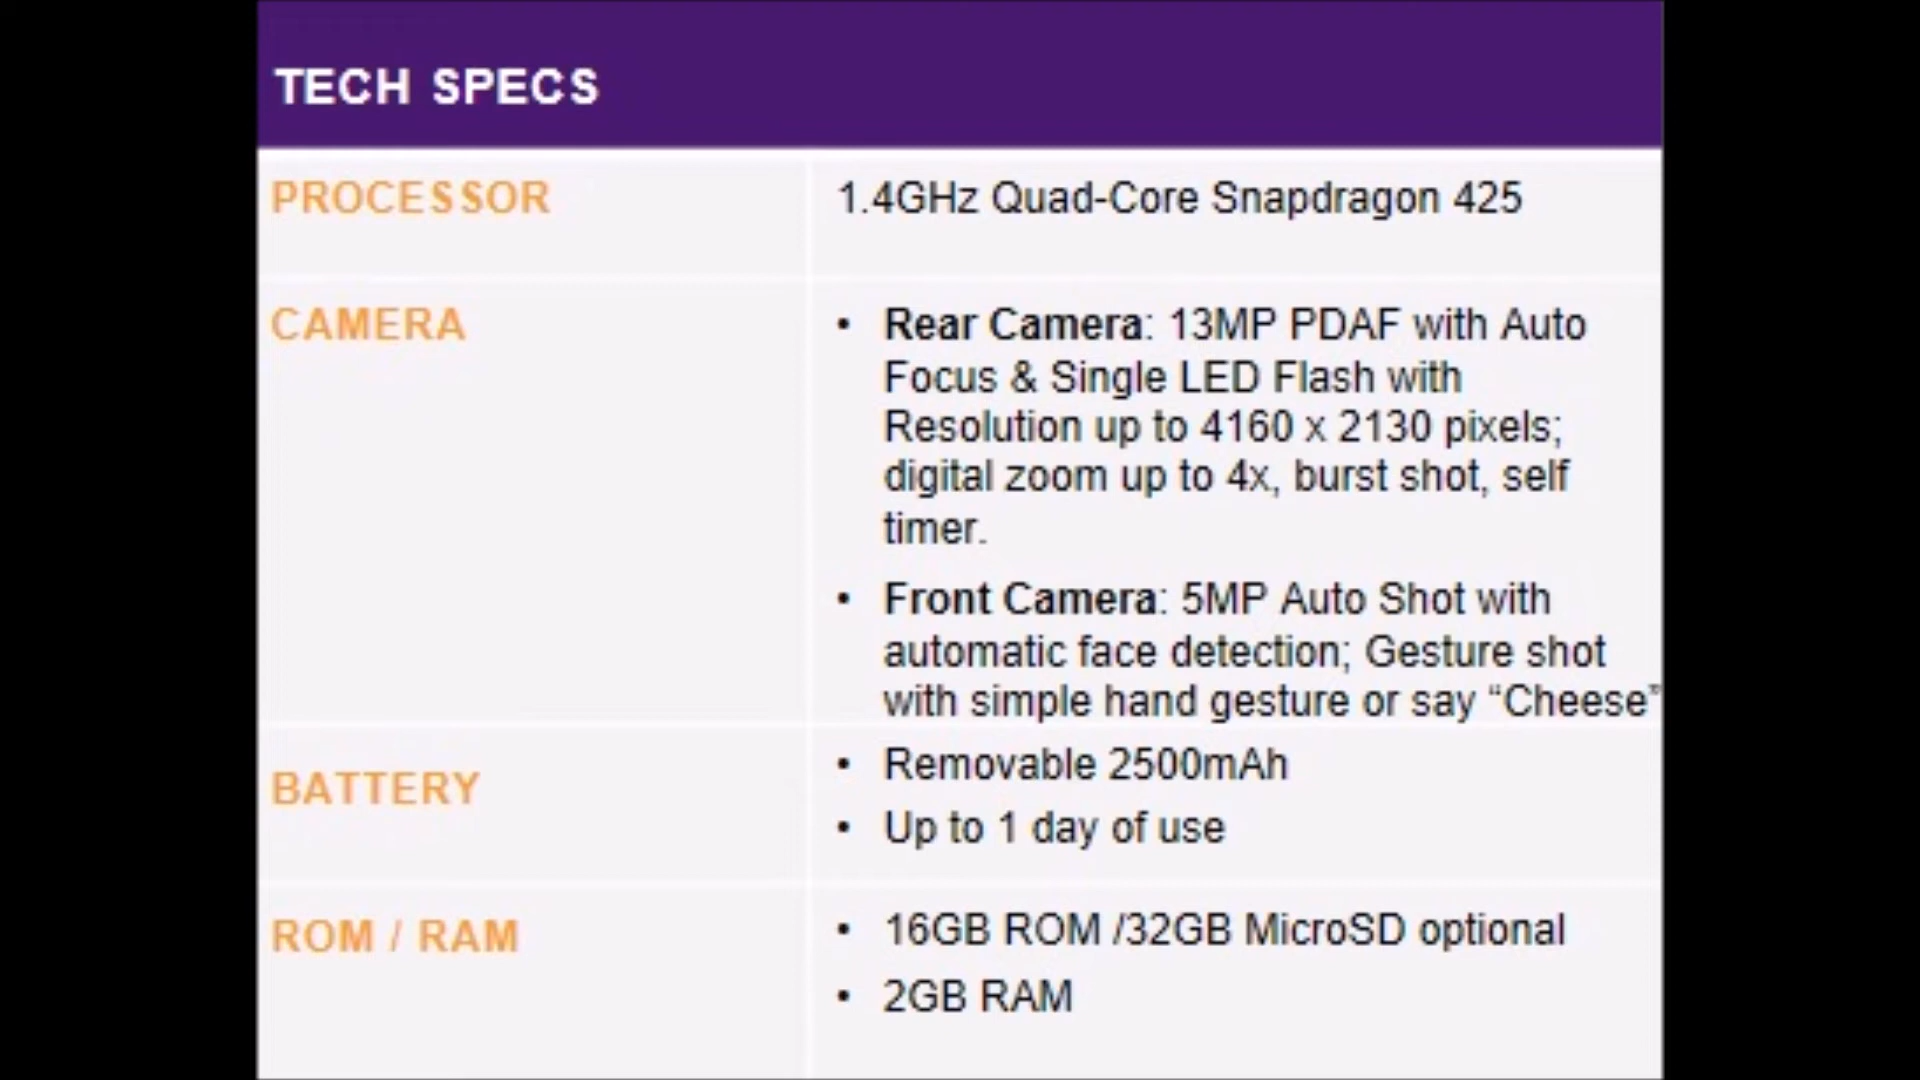 TECH SPECS
PROCESSOR
1.4GHz Quad-Core Snapdragon 425
CAMERA
• Rear Camera: 13MP PDAF with Auto
Focus & Single LED Flash with
Resolution up to 4160 x 2130 pixels;
digital zoom up to 4x, burst shot, self
timer.
• Front Camera: 5MP Auto Shot with
automatic face detection; Gesture shot
with simple hand gesture or say “Cheese”
BATTERY
• Removable 2500mAh
• Up to 1 day of use
ROM / RAM
• 16GB ROM /32GB MicroSD optional
• 2GB RAM